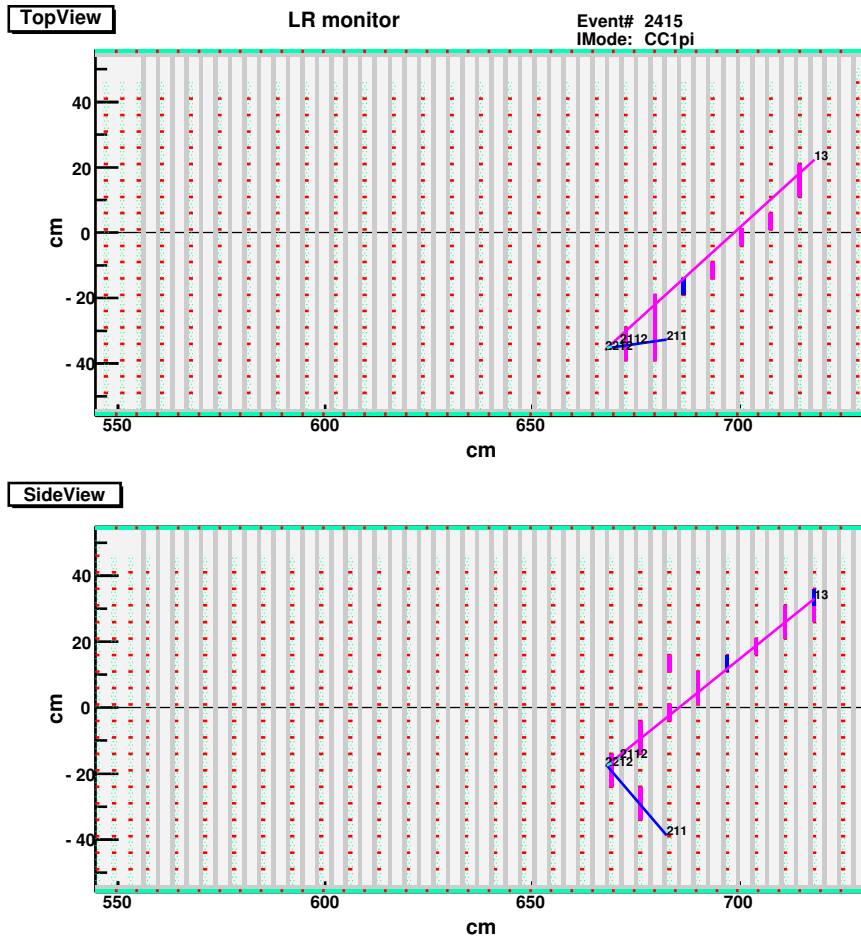 TopView
LR monitor
Event# 2415
IMode: CC1pi
40
20
0
- 20
- 40
cm
13
2112
2212
211
550
600
650
700
cm
SideView
40
20
0
- 20
- 40
cm
13
2112
2212
211
550
600
650
700
cm